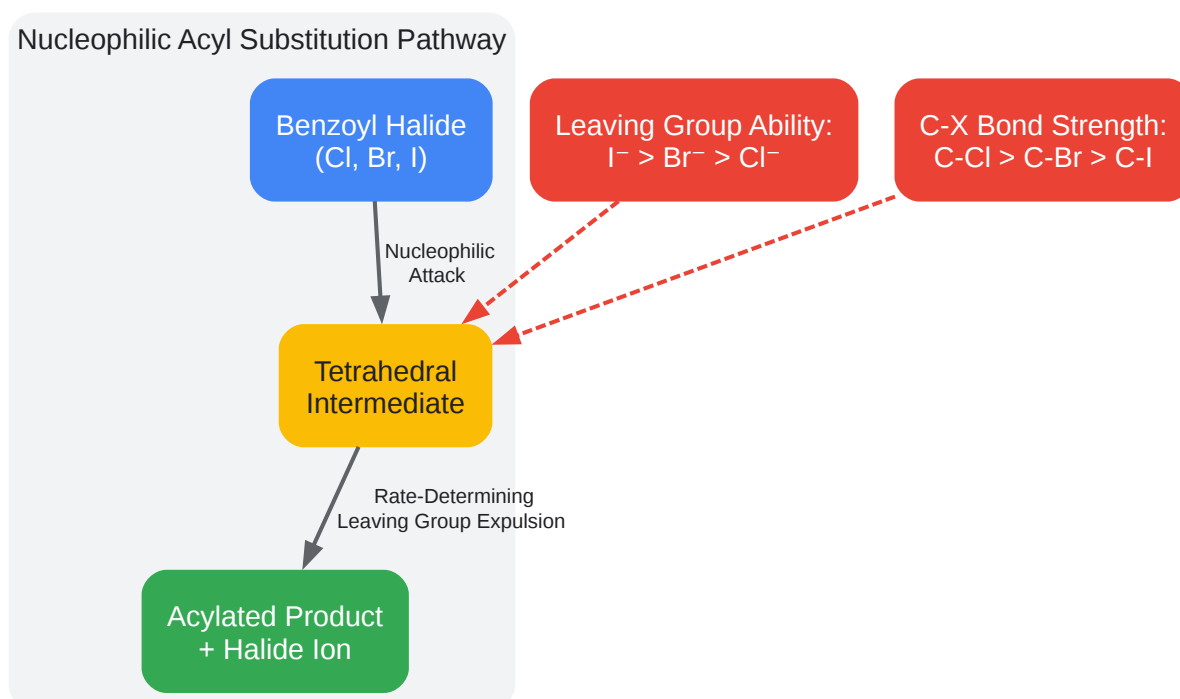 Nucleophilic Acyl Substitution Pathway
Benzoyl Halide
(Cl, Br, I)
Leaving Group Ability:
I⁻ > Br⁻ > Cl⁻
C-X Bond Strength:
C-Cl > C-Br > C-I
Nucleophilic
Attack
Tetrahedral
Intermediate
Rate-Determining
Leaving Group Expulsion
Acylated Product
+ Halide Ion